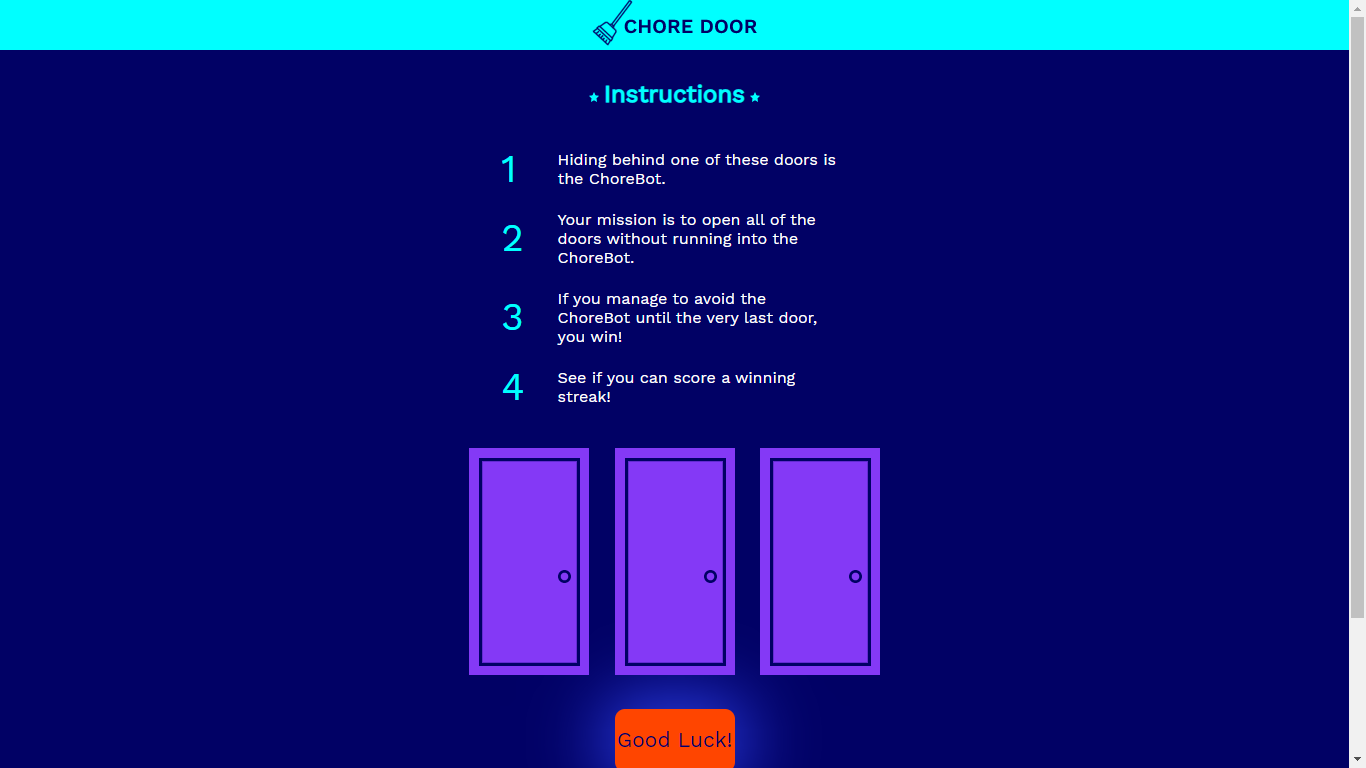 CHORE DOOR
Instructions
1
Hiding behind one of these doors is
the ChoreBot.
2
Your mission is to open all of the
doors without running into the
ChoreBot.
3
If you manage to avoid the
ChoreBot until the very last door,
you win!
4
See if you can score a winning
streak!
Good Luck!